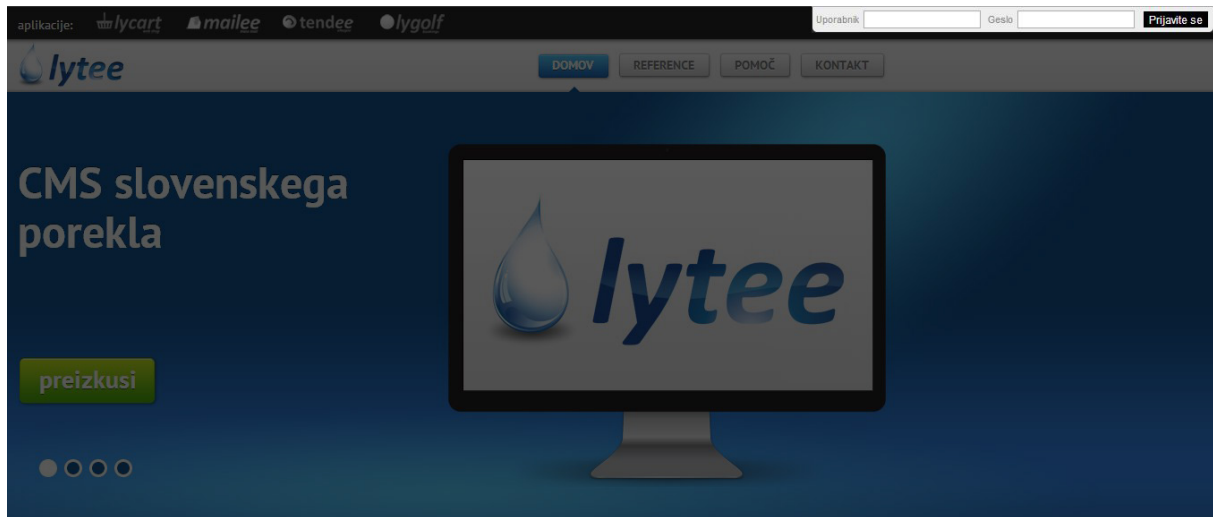 aplikacije: lycart mailee tendee lygolf Uporabnik Geslo Prijavite se
lytee DOMOV REFERENCE POMOČ KONTAKT
CMS slovenskega
porekla
lytee
preizkusi